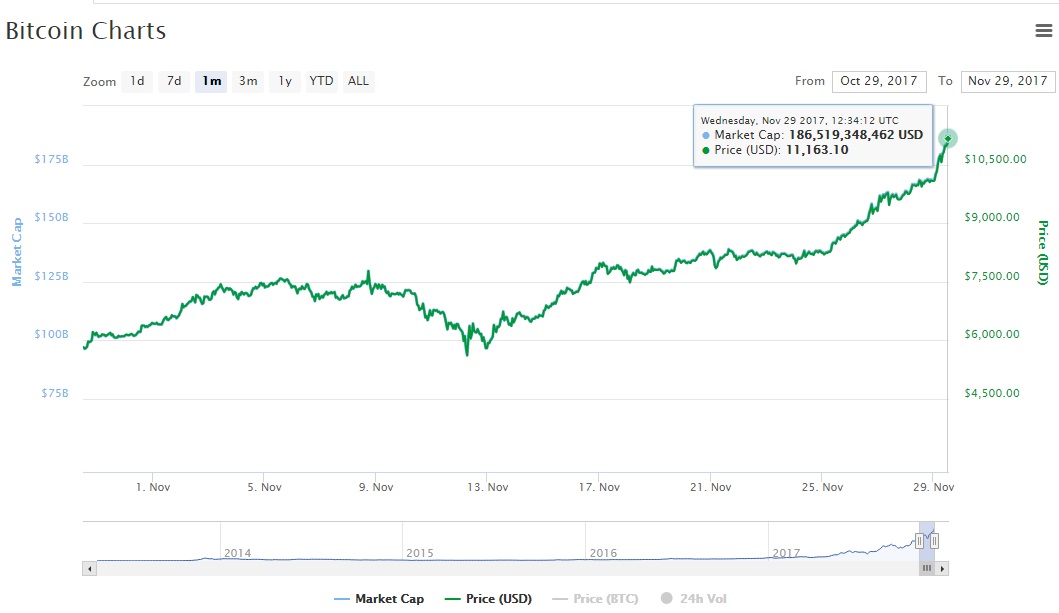 Bitcoin Charts
Zoom 1d 7d 1m 3m 1y YTD ALL From Oct 29, 2017 To Nov 29, 2017
Wednesday, Nov 29 2017, 12:34:12 UTC
Market Cap: 186,519,348,462 USD
Price (USD): 11,163.10
$175B $10,500.00
$150B $9,000.00
Market Cap
Price (USD)
$125B $7,500.00
$100B $6,000.00
$75B $4,500.00
1. Nov 5. Nov 9. Nov 13. Nov 17. Nov 21. Nov 25. Nov 29. Nov
2014 2015 2016 2017
Market Cap Price (USD) Price (BTC) 24h Vol